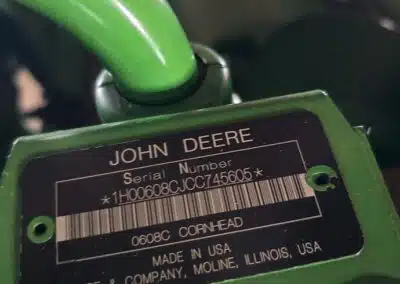 JOHN DEERE
Serial Number
*1H00608CJCC745605*
0608C CORNHEAD
MADE IN USA
& COMPANY, MOLINE, ILLINOIS, USA